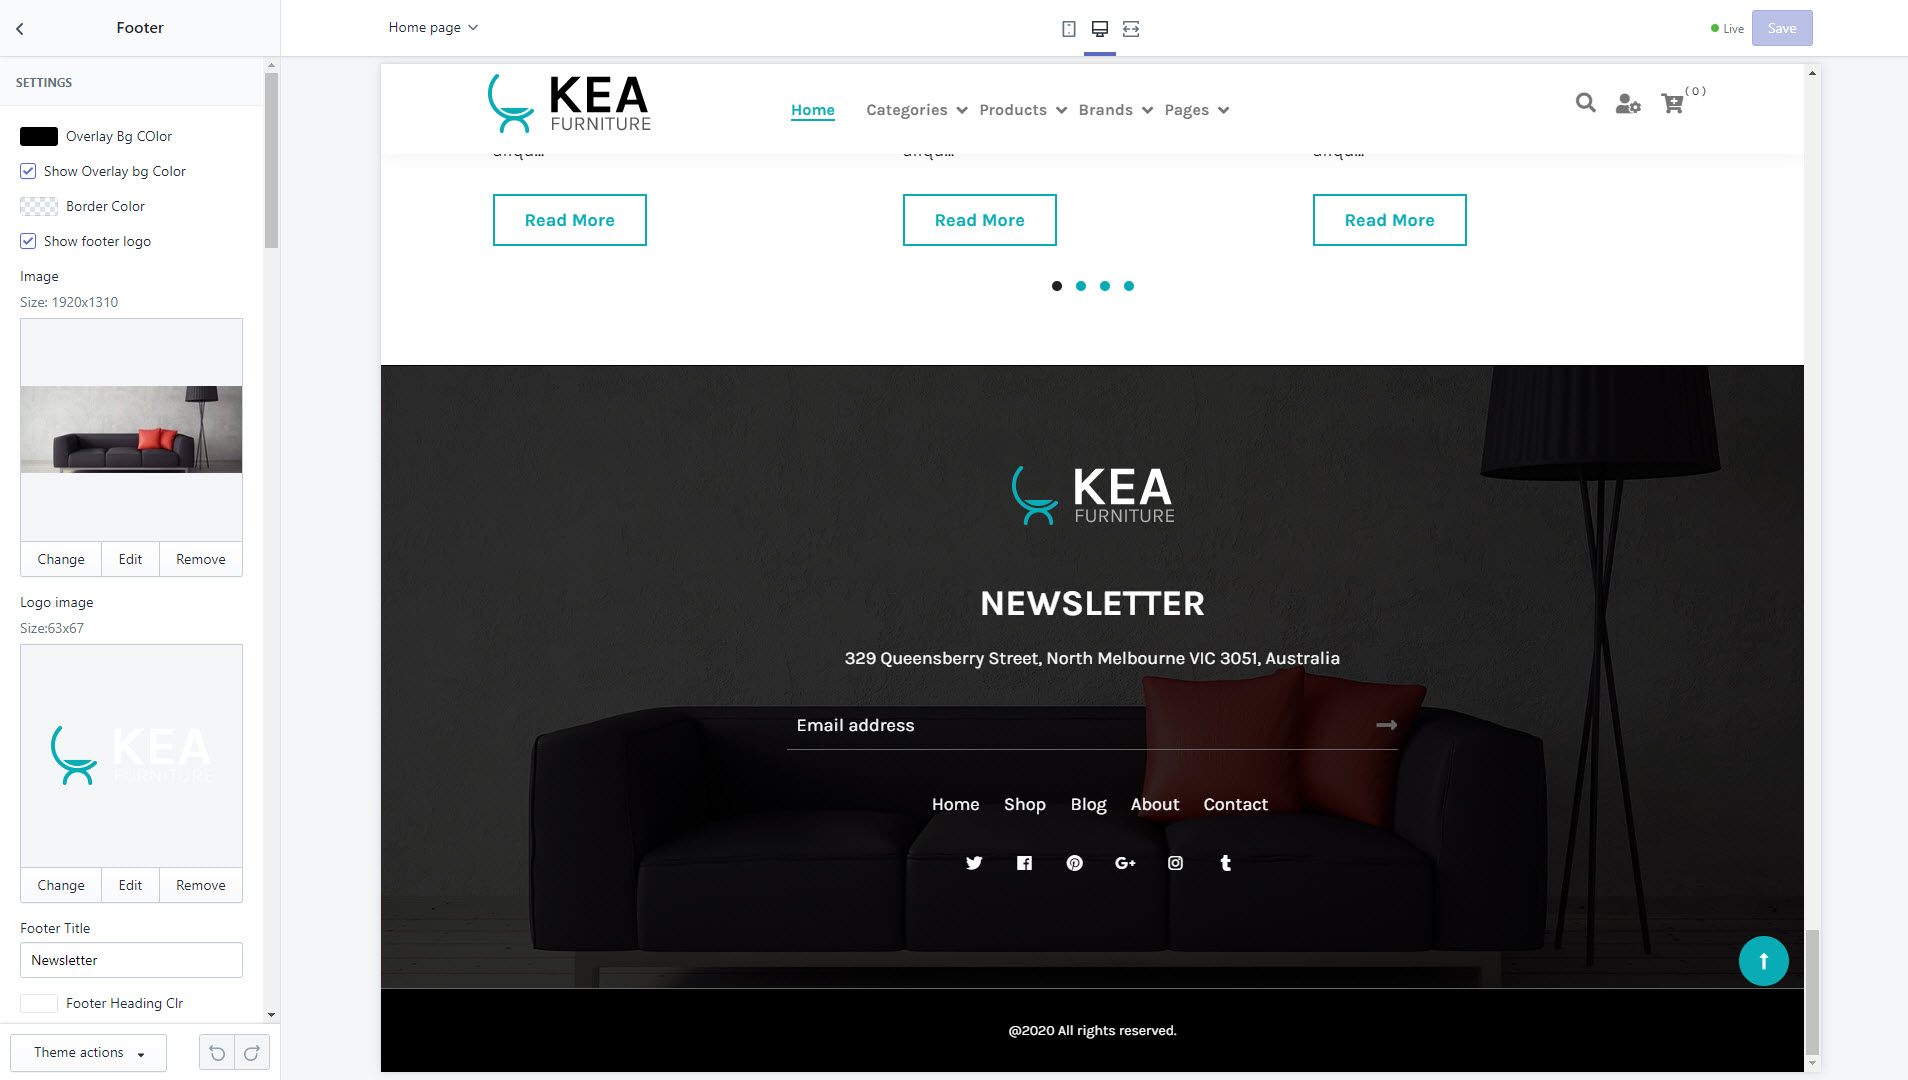 Footer
Home page
Live
Save
SETTINGS
Overlay Bg COlor
Show Overlay bg Color
Border Color
Show footer logo
Image
Size: 1920x1310
Change
Edit
Remove
Logo image
Size:63x67
KEA
FURNITURE
Change
Edit
Remove
Footer Title
Newsletter
Footer Heading Clr
Theme actions
KEA
FURNITURE
Home
Categories
Products
Brands
Pages
( 0 )
Read More
Read More
Read More
KEA
FURNITURE
NEWSLETTER
329 Queensberry Street, North Melbourne VIC 3051, Australia
Email address
Home
Shop
Blog
About
Contact
@2020 All rights reserved.